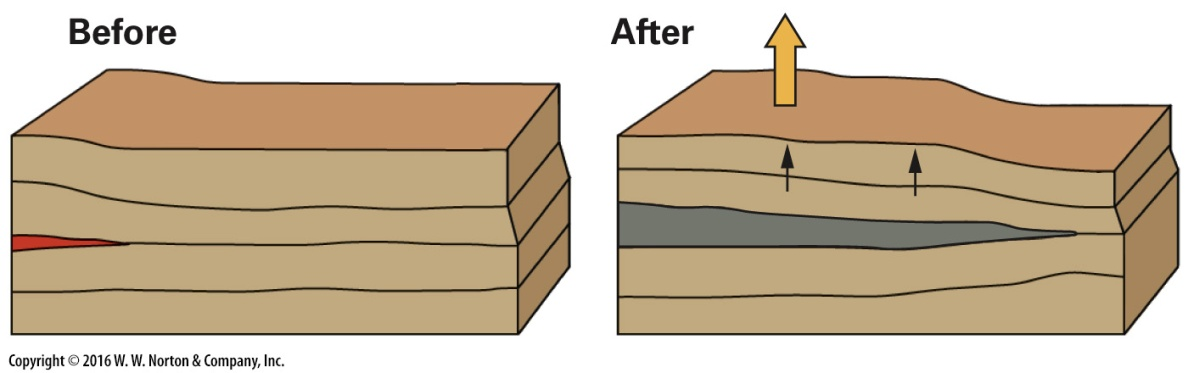 Before
After
Copyright © 2016 W. W. Norton & Company, Inc.